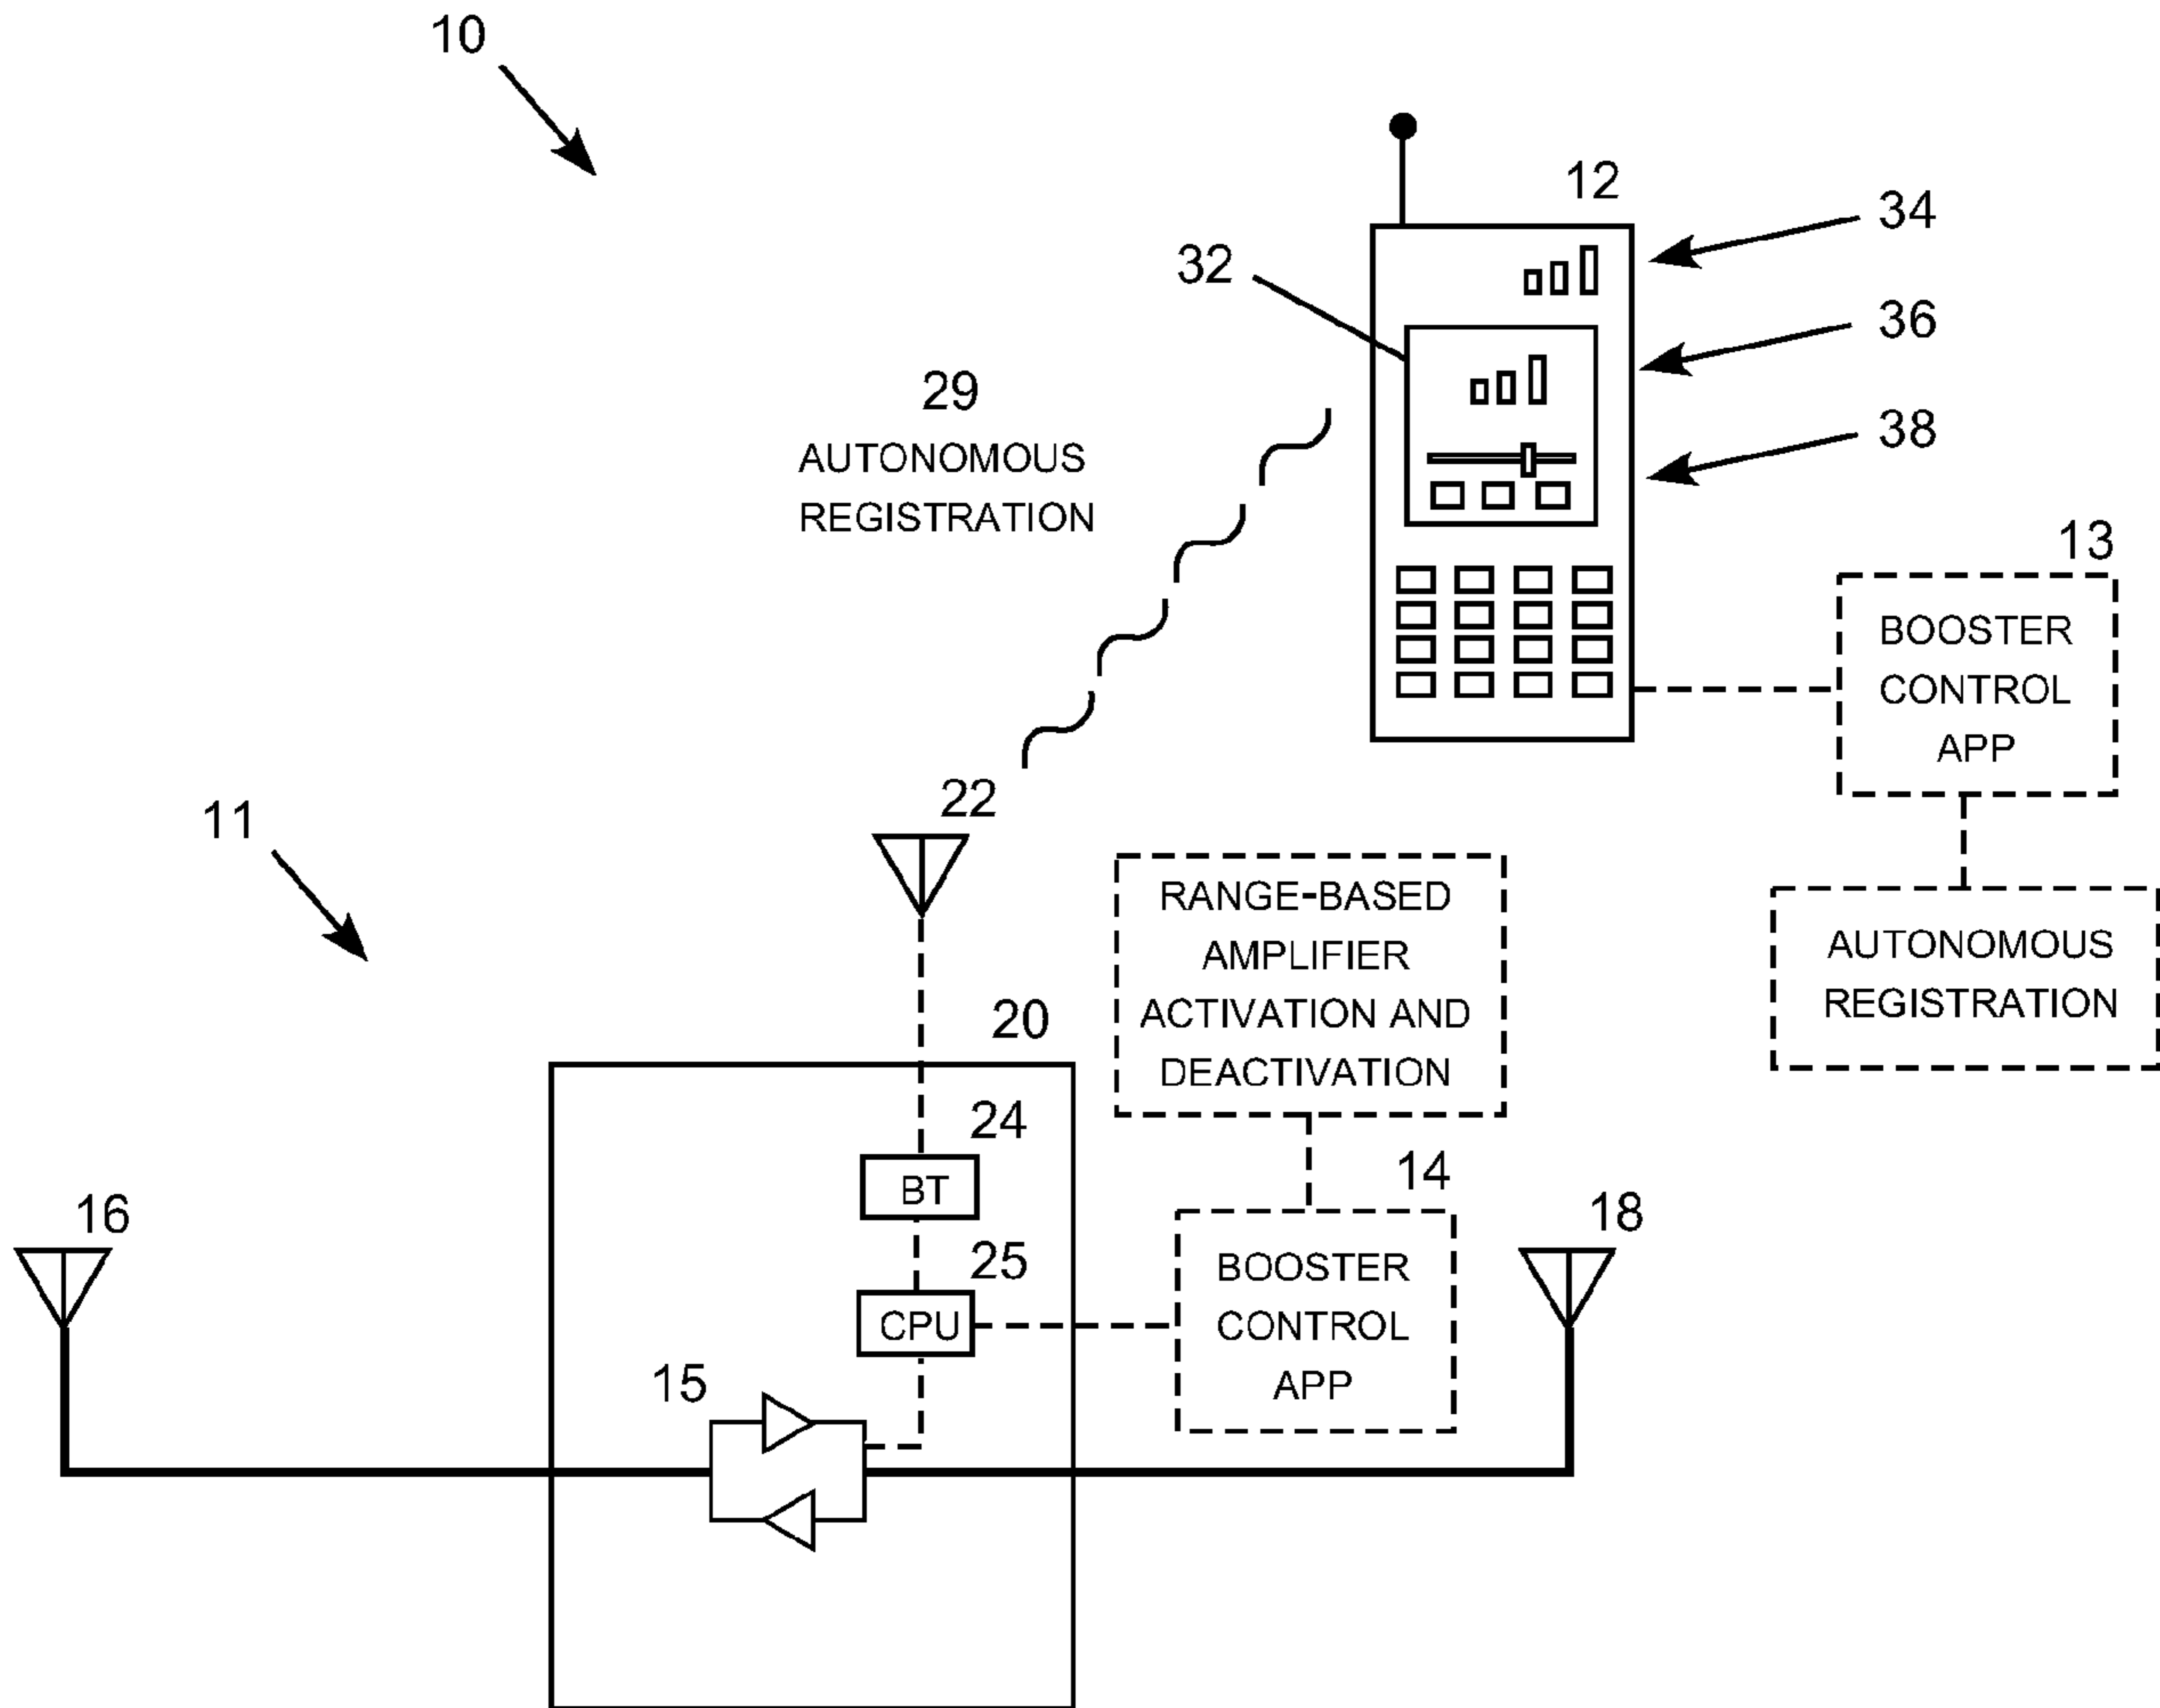 10
12
34
32
36
29
38
AUTONOMOUS
REGISTRATION
13
BOOSTER
CONTROL
APP
22
11
RANGE-BASED
AMPLIFIER
ACTIVATION AND
DEACTIVATION
AUTONOMOUS
REGISTRATION
20
24
BT
14
16
18
25
CPU
BOOSTER
CONTROL
APP
15